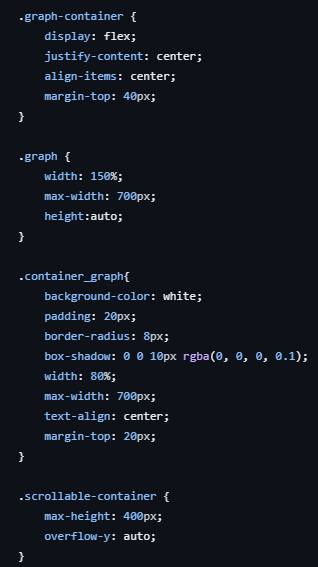 .graph-container {
    display: flex;
    justify-content: center;
    align-items: center;
    margin-top: 40px;
}

.graph {
    width: 150%;
    max-width: 700px;
    height:auto;
}

.container_graph{
    background-color: white;
    padding: 20px;
    border-radius: 8px;
    box-shadow: 0 0 10px rgba(0, 0, 0, 0.1);
    width: 80%;
    max-width: 700px;
    text-align: center;
    margin-top: 20px;
}

.scrollable-container {
    max-height: 400px;
    overflow-y: auto;
}